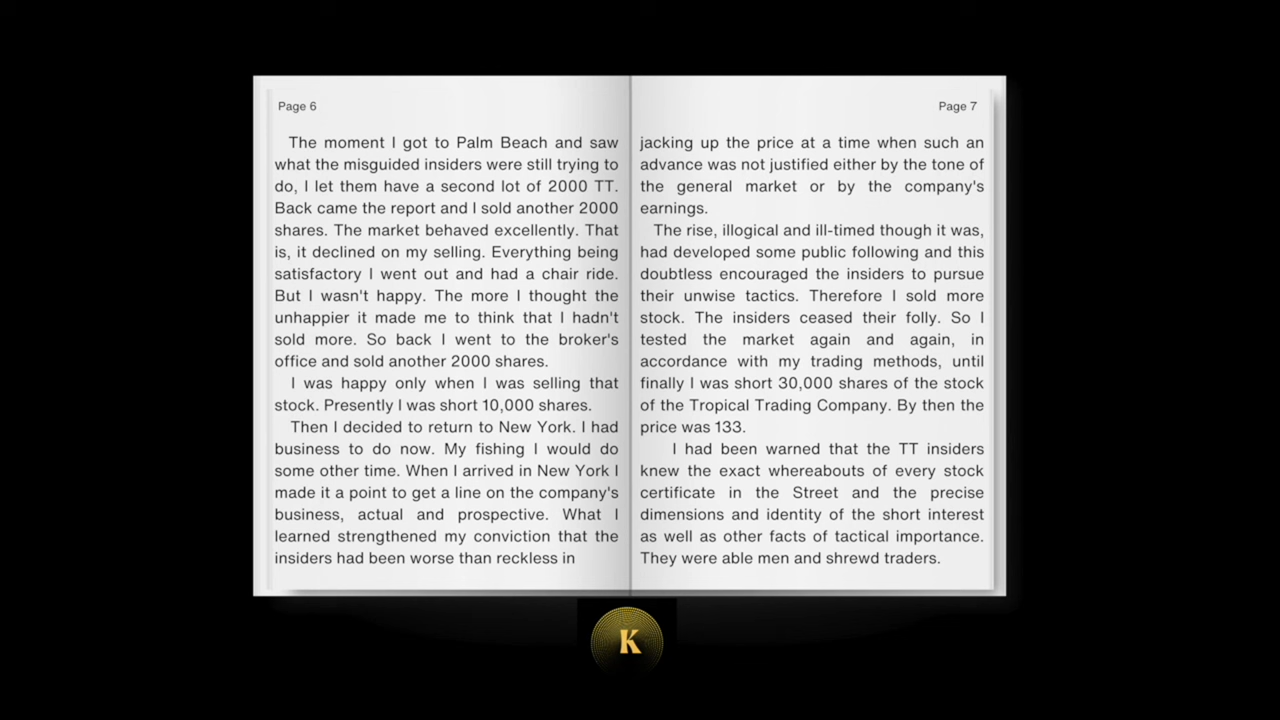 Page 6
The moment I got to Palm Beach and saw
what the misguided insiders were still trying to
do, I let them have a second lot of 2000 TT.
Back came the report and I sold another 2000
shares. The market behaved excellently. That
is, it declined on my selling. Everything being
satisfactory I went out and had a chair ride.
But I wasn't happy. The more I thought the
unhappier it made me to think that I hadn't
sold more. So back I went to the broker's
office and sold another 2000 shares.
I was happy only when I was selling that
stock. Presently I was short 10,000 shares.
Then I decided to return to New York. I had
business to do now. My fishing I would do
some other time. When I arrived in New York I
made it a point to get a line on the company's
business, actual and prospective. What I
learned strengthened my conviction that the
insiders had been worse than reckless in
Page 7
jacking up the price at a time when such an
advance was not justified either by the tone of
the general market or by the company's
earnings.
The rise, illogical and ill-timed though it was,
had developed some public following and this
doubtless encouraged the insiders to pursue
their unwise tactics. Therefore I sold more
stock. The insiders ceased their folly. So I
tested the market again and again, in
accordance with my trading methods, until
finally I was short 30,000 shares of the stock
of the Tropical Trading Company. By then the
price was 133.
I had been warned that the TT insiders
knew the exact whereabouts of every stock
certificate in the Street and the precise
dimensions and identity of the short interest
as well as other facts of tactical importance.
They were able men and shrewd traders.
K